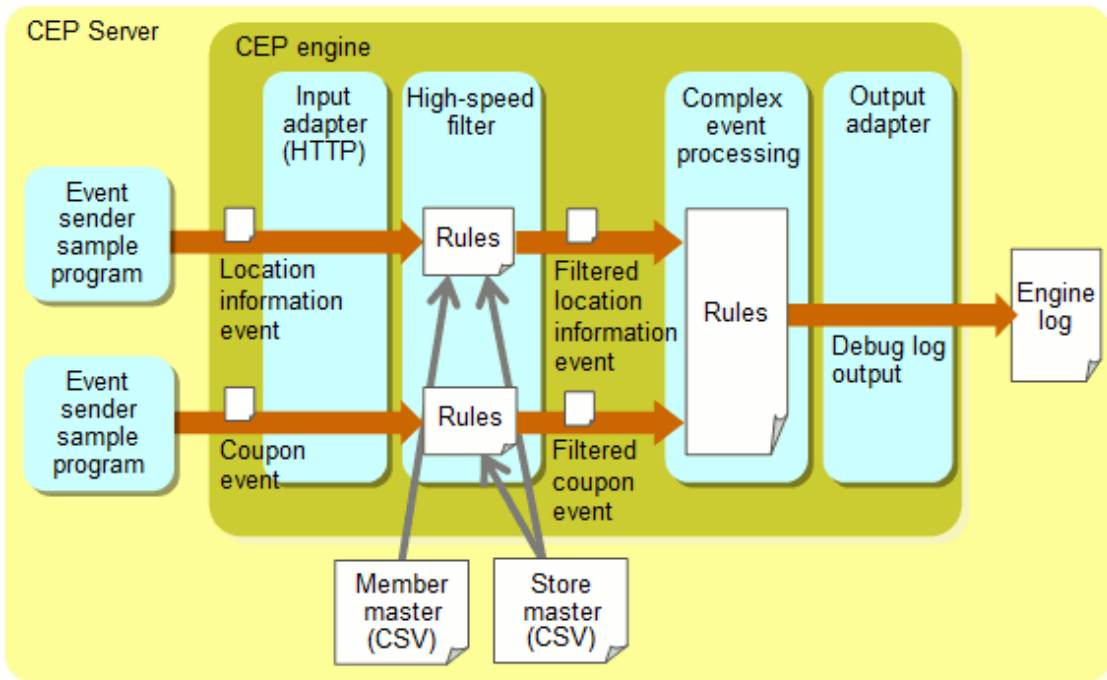 CEP Server
CEP engine
Input
adapter
(HTTP)
High-speed
filter
Complex
event
processing
Output
adapter
Event
sender
sample
program
Location
information
event
Rules
Filtered
location
information
event
Rules
Debug log
output
Engine
log
Event
sender
sample
program
Coupon
event
Rules
Filtered
coupon
event
Member
master
(CSV)
Store
master
(CSV)